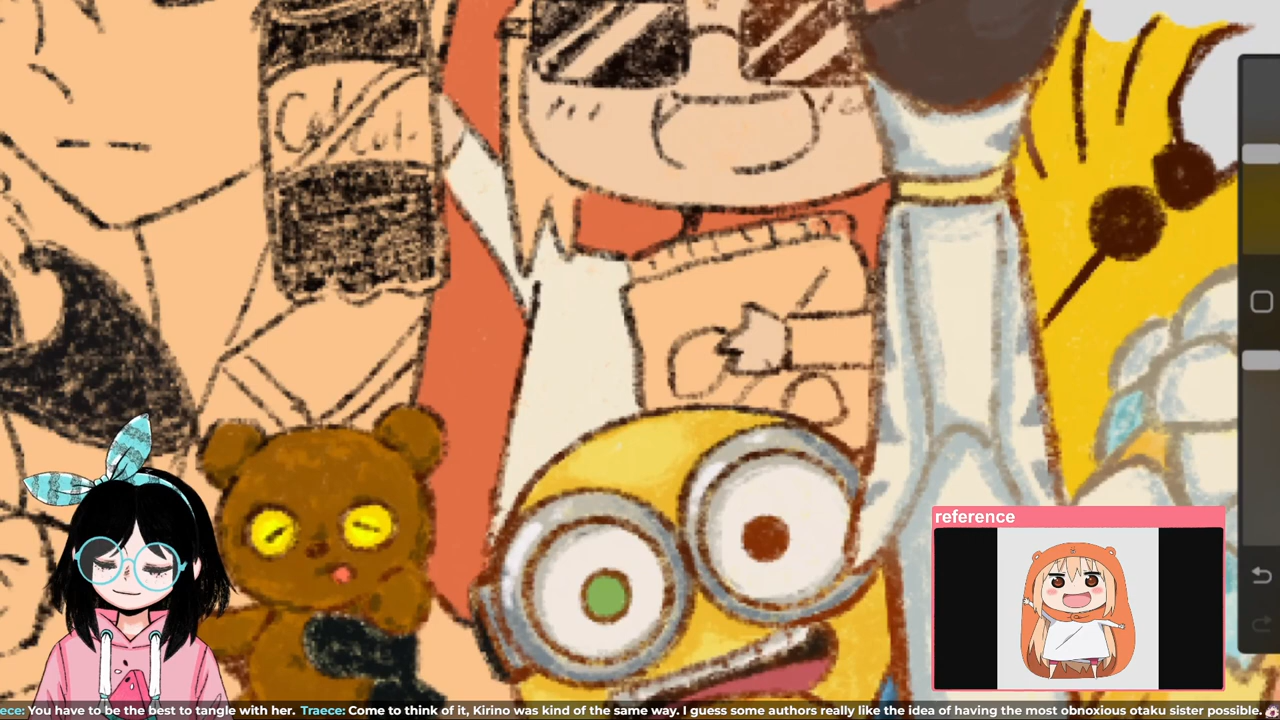 reference
ece: You have to be the best to tangle with her. Traece: Come to think of it, Kirino was kind of the same way. I guess some authors really like the idea of having the most obnoxious otaku sister possible.